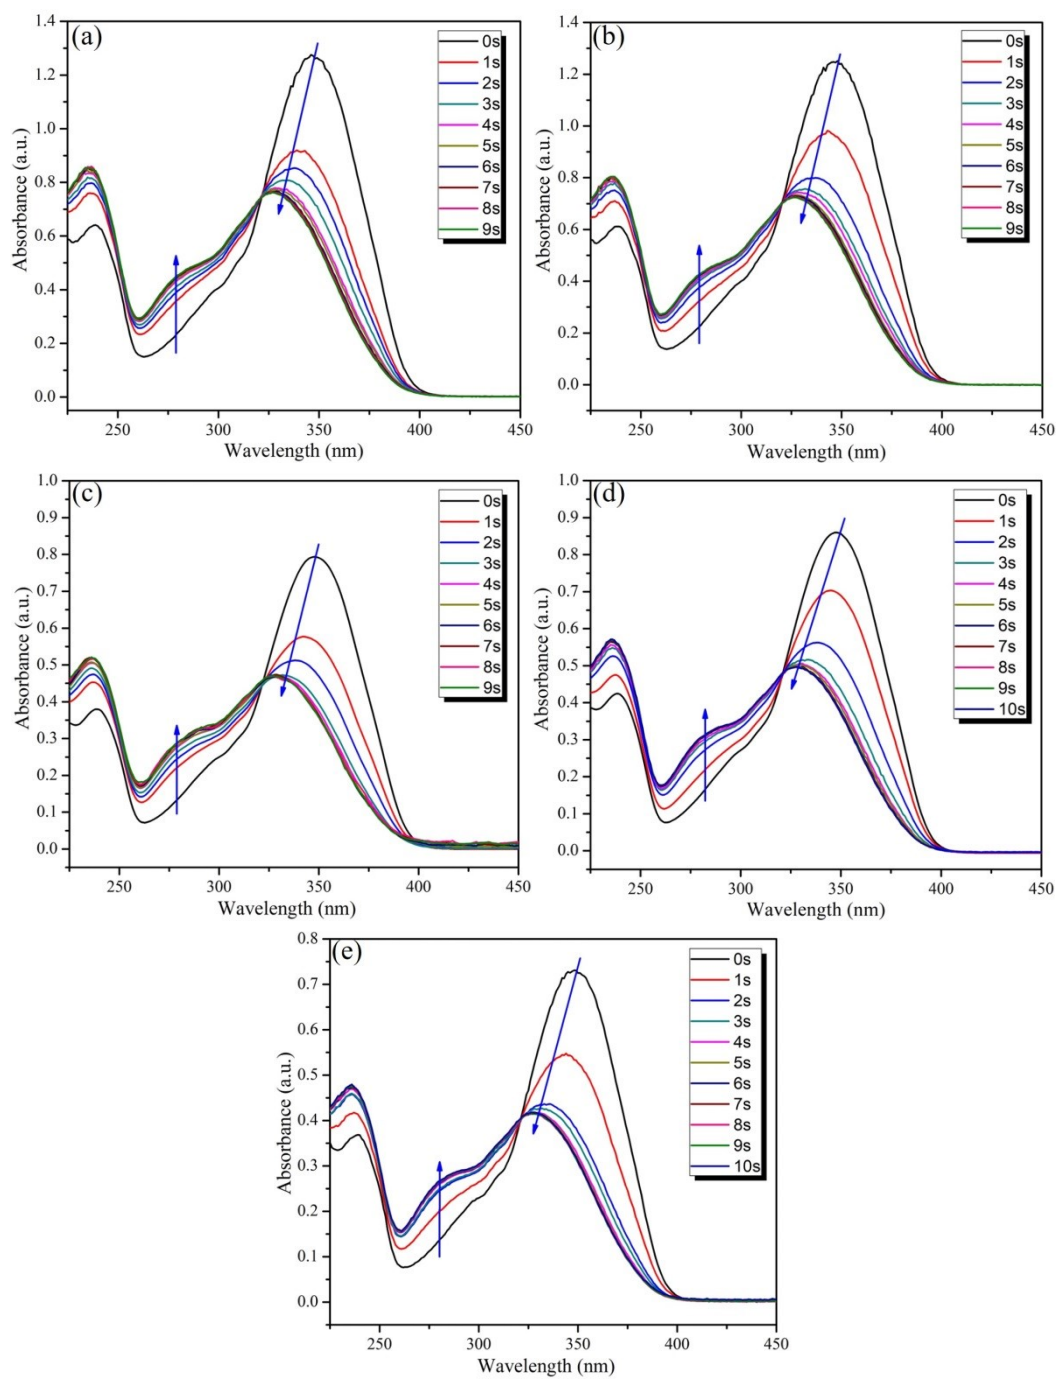 (a)
1.4
1.2
1.0
0.8
0.6
0.4
0.2
0.0
Absorbance (a.u.)
0s
1s
2s
3s
4s
5s
6s
7s
8s
9s
250 300 350 400 450
Wavelength (nm)
(b)
1.4
1.2
1.0
0.8
0.6
0.4
0.2
0.0
Absorbance (a.u.)
0s
1s
2s
3s
4s
5s
6s
7s
8s
9s
250 300 350 400 450
Wavelength (nm)
(c)
1.0
0.9
0.8
0.7
0.6
0.5
0.4
0.3
0.2
0.1
0.0
Absorbance (a.u.)
0s
1s
2s
3s
4s
5s
6s
7s
8s
9s
250 300 350 400 450
Wavelength (nm)
(d)
1.0
0.9
0.8
0.7
0.6
0.5
0.4
0.3
0.2
0.1
0.0
Absorbance (a.u.)
0s
1s
2s
3s
4s
5s
6s
7s
8s
9s
10s
250 300 350 400 450
Wavelength (nm)
(e)
0.8
0.7
0.6
0.5
0.4
0.3
0.2
0.1
0.0
Absorbance (a.u.)
0s
1s
2s
3s
4s
5s
6s
7s
8s
9s
10s
250 300 350 400 450
Wavelength (nm)